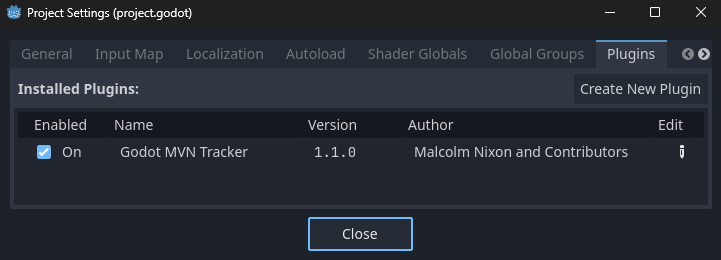 Project Settings (project.godot)
General Input Map Localization Autoload Shader Globals Global Groups Plugins
Installed Plugins: Create New Plugin
Enabled Name Version Author Edit
On Godot MVN Tracker 1.1.0 Malcolm Nixon and Contributors
Close